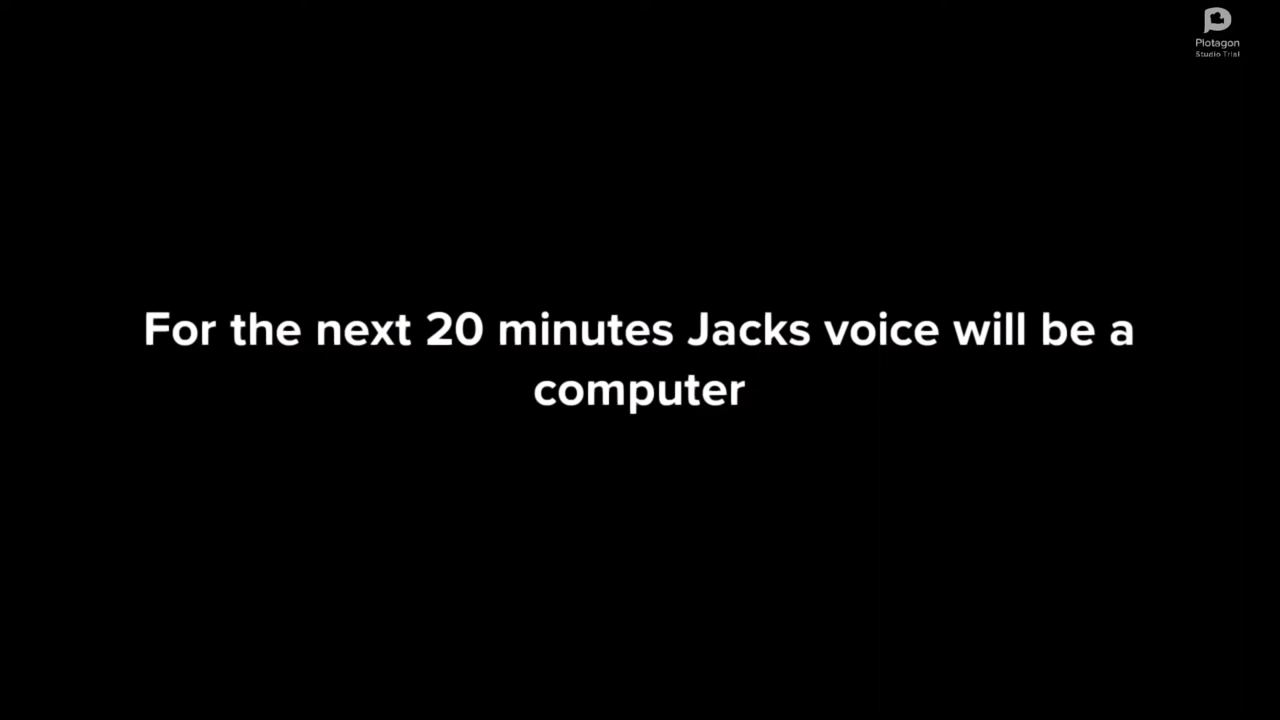 Plotagon
Studio Trial
For the next 20 minutes Jacks voice will be a
computer